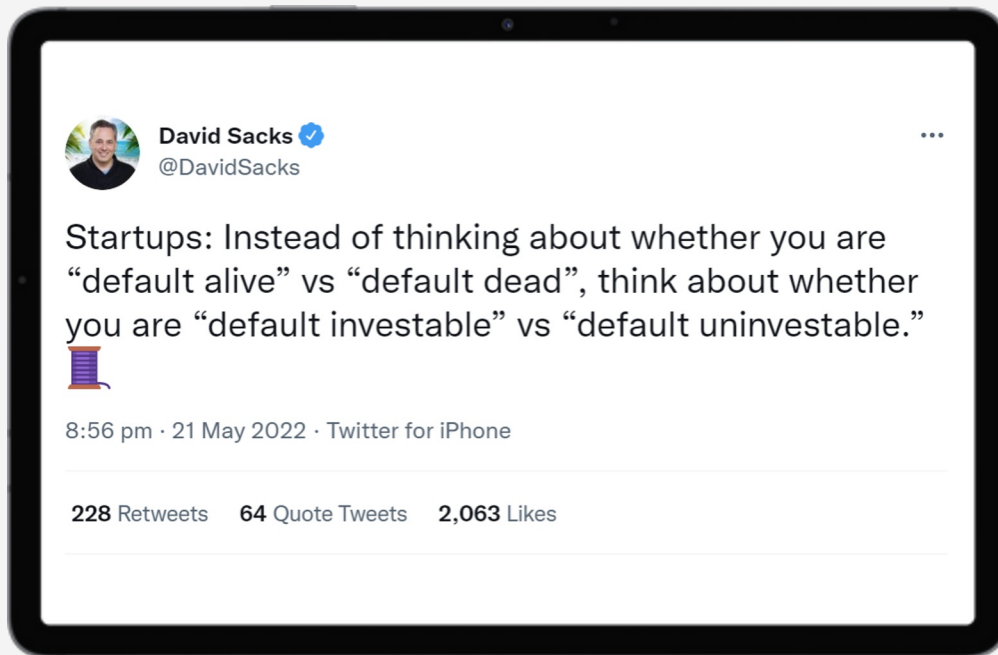 David Sacks
@DavidSacks
Startups: Instead of thinking about whether you are
“default alive” vs “default dead”, think about whether
you are “default investable” vs “default uninvestable.”
🧵
8:56 pm · 21 May 2022 · Twitter for iPhone
228 Retweets 64 Quote Tweets 2,063 Likes